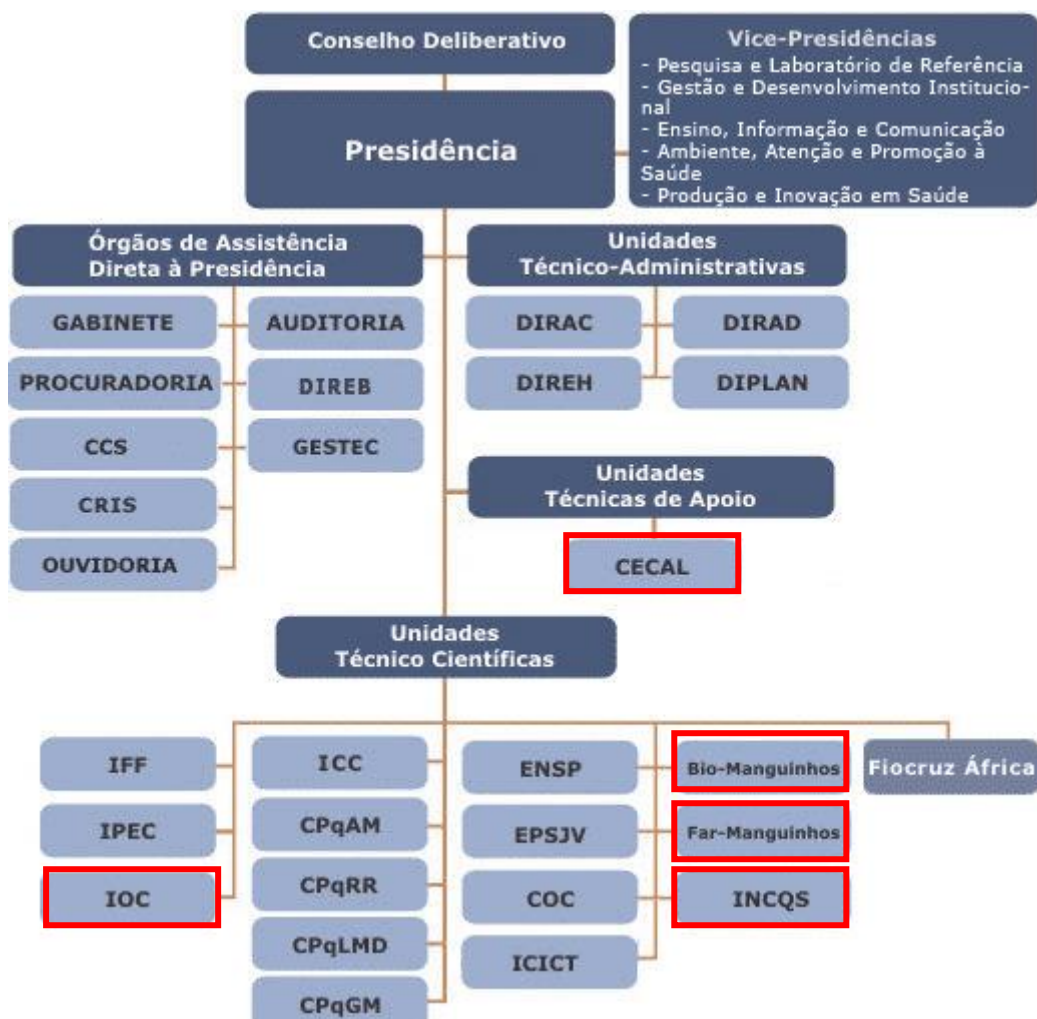 Conselho Deliberativo
Presidência
Vice-Presidências
- Pesquisa e Laboratório de Referência
- Gestão e Desenvolvimento Institucio-
nal
- Ensino, Informação e Comunicação
- Ambiente, Atenção e Promoção à
Saúde
- Produção e Inovação em Saúde
Órgãos de Assistência
Direta à Presidência
GABINETE
AUDITORIA
PROCURADORIA
DIREB
CCS
GESTEC
CRIS
OUVIDORIA
Unidades
Técnico-Administrativas
DIRAC
DIRAD
DIREH
DIPLAN
Unidades
Técnicas de Apoio
CECAL
Unidades
Técnico Científicas
IFF
IPEC
IOC
ICC
CPqAM
CPqRR
CPqLMD
CPqGM
ENSP
EPSJV
COC
ICICT
Bio-Manguinhos
Far-Manguinhos
INCQS
Fiocruz África